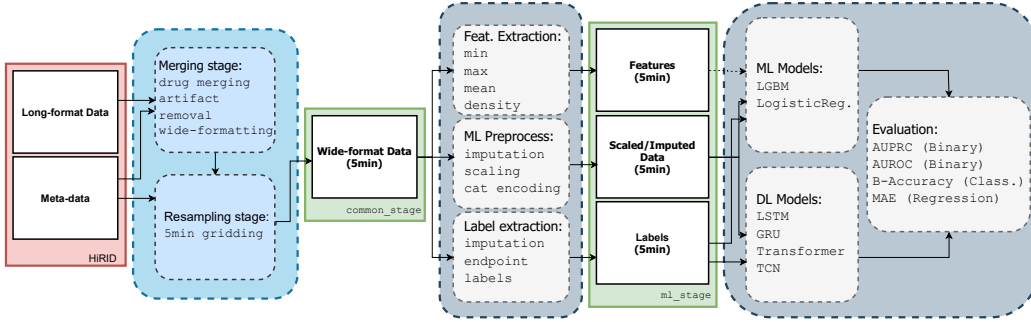 Long-format Data
Meta-data
HiRID
Merging stage:
drug merging
artifact
removal
wide-formatting
Resampling stage:
5min gridding
Wide-format Data
(5min)
common_stage
Feat. Extraction:
min
max
mean
density
ML Preprocess:
imputation
scaling
cat encoding
Label extraction:
imputation
endpoint
labels
Features
(5min)
Scaled/Imputed
Data
(5min)
Labels
(5min)
ml_stage
ML Models:
LGBM
LogisticReg.
DL Models:
LSTM
GRU
Transformer
TCN
Evaluation:
AUPRC (Binary)
AUROC (Binary)
B-Accuracy (Class.)
MAE (Regression)